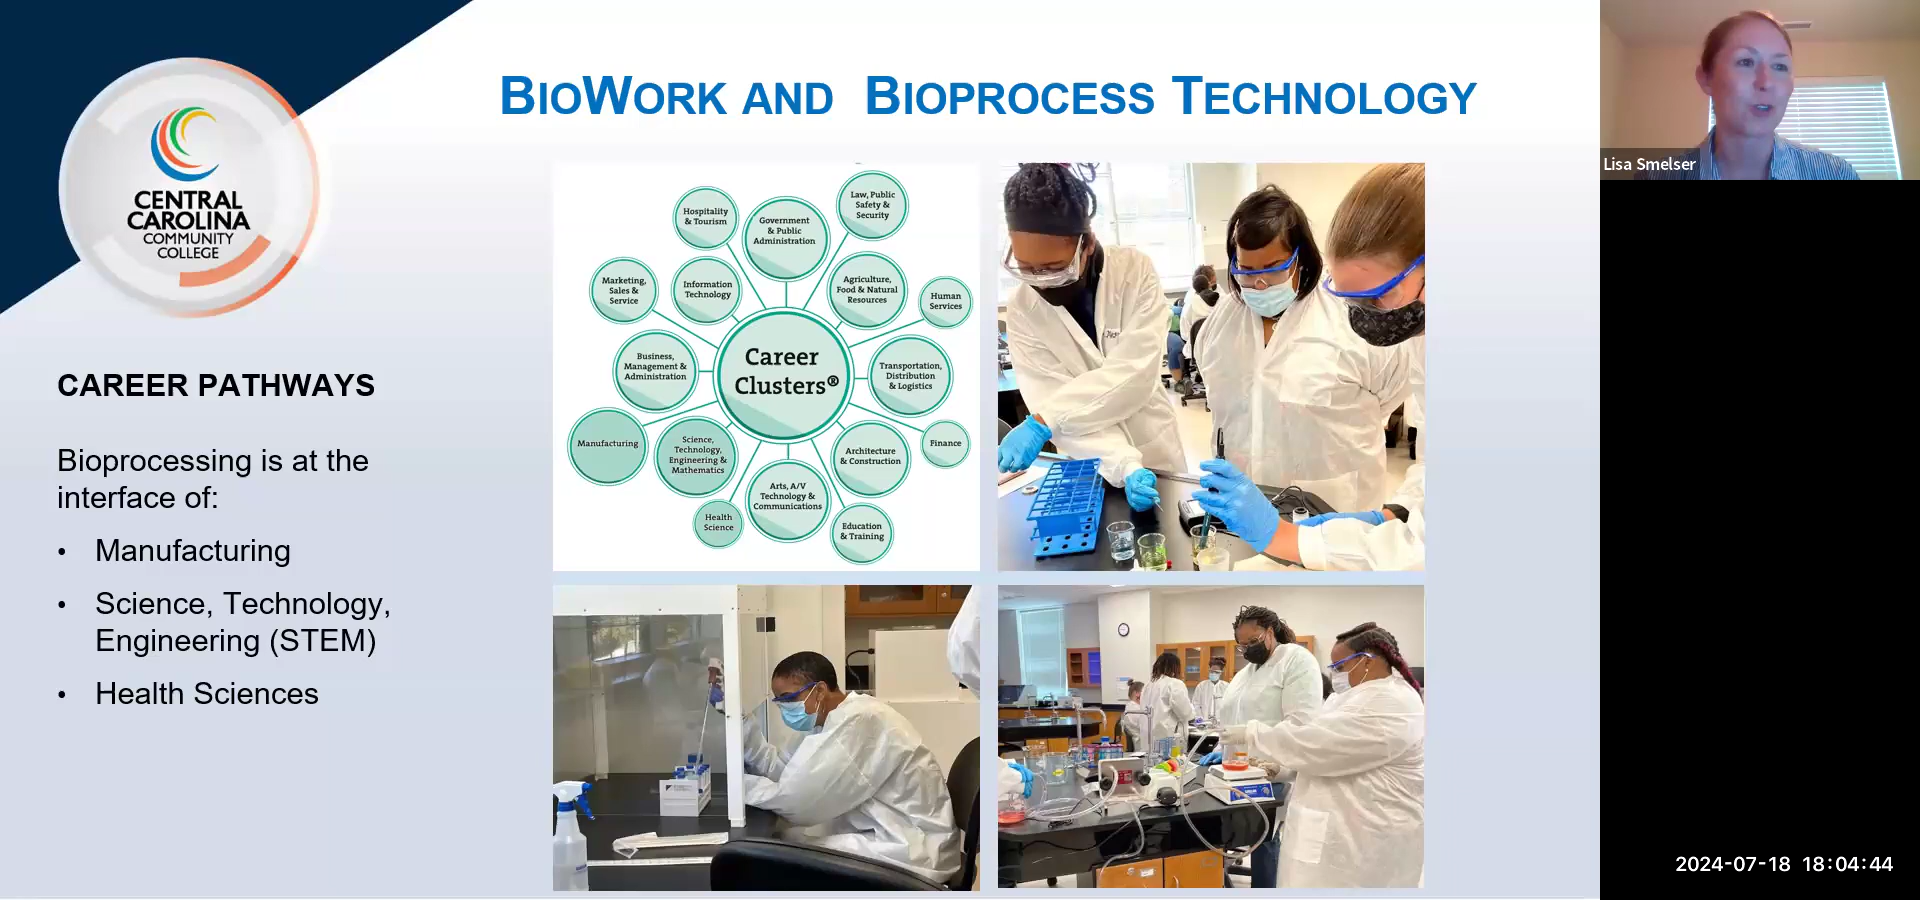 BIOWORK AND BIOPROCESS TECHNOLOGY
CENTRAL
CAROLINA
COMMUNITY
COLLEGE
CAREER PATHWAYS
Bioprocessing is at the
interface of:
• Manufacturing
• Science, Technology,
Engineering (STEM)
• Health Sciences
Law, Public
Safety &
Security
Hospitality
& Tourism
Government
& Public
Administration
Marketing,
Sales &
Service
Information
Technology
Agriculture,
Food & Natural
Resources
Human
Services
Business,
Management &
Administration
Career
Clusters®
Transportation,
Distribution
& Logistics
Manufacturing
Science,
Technology,
Engineering &
Mathematics
Architecture
& Construction
Finance
Arts, A/V
Technology &
Communications
Health
Science
Education
& Training
Lisa Smelser
2024-07-18 18:04:44